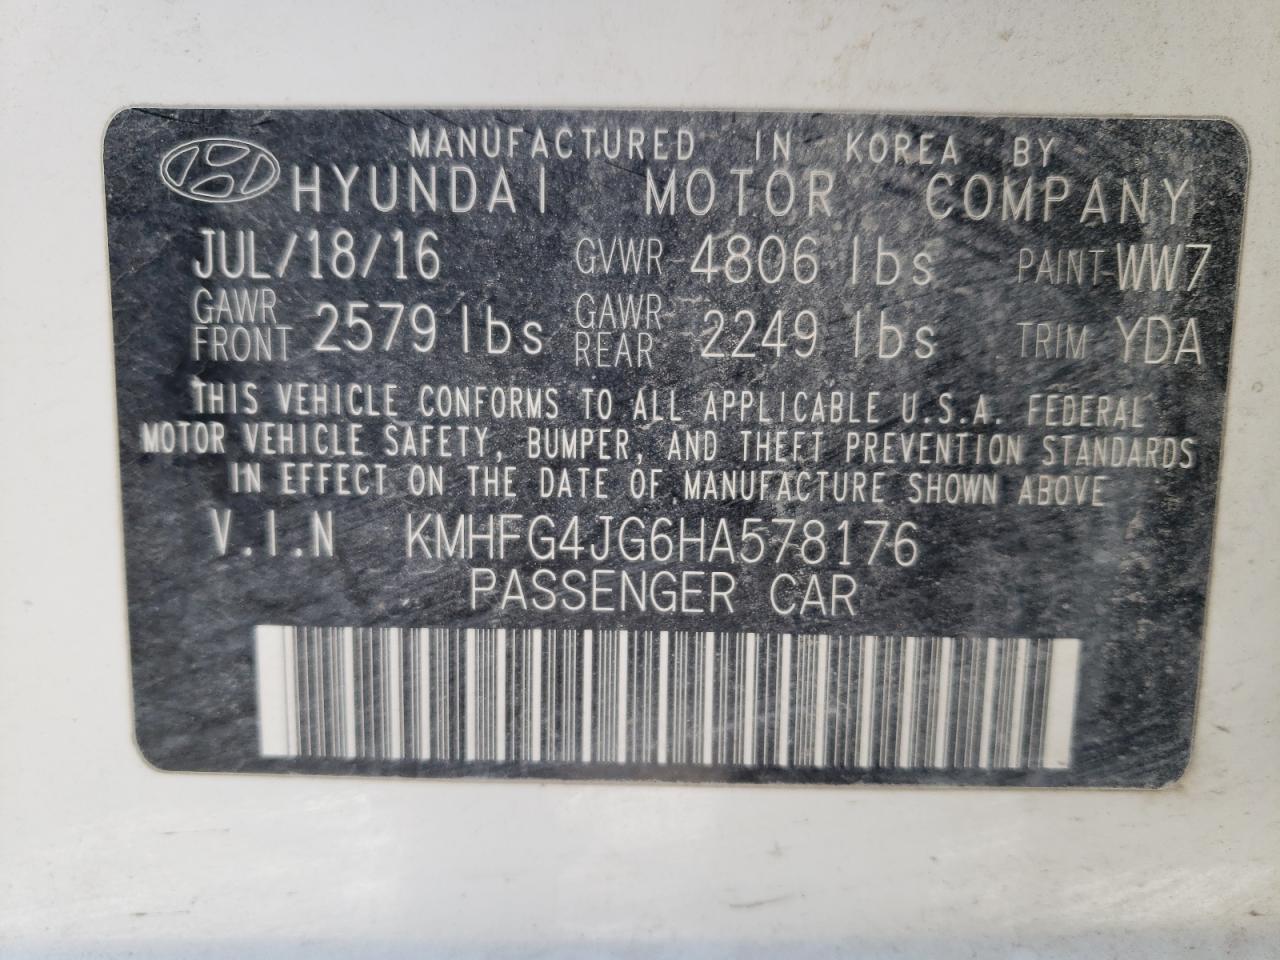 MANUFACTURED IN KOREA BY
HYUNDAI MOTOR COMPANY
JUL/18/16 GVWR 4806 lbs PAINT WW7
GAWR FRONT 2579 lbs GAWR REAR 2249 lbs TRIM YDA
THIS VEHICLE CONFORMS TO ALL APPLICABLE U.S.A. FEDERAL
MOTOR VEHICLE SAFETY, BUMPER, AND THEFT PREVENTION STANDARDS
IN EFFECT ON THE DATE OF MANUFACTURE SHOWN ABOVE
V.I.N KMHFG4JG6HA578176
PASSENGER CAR